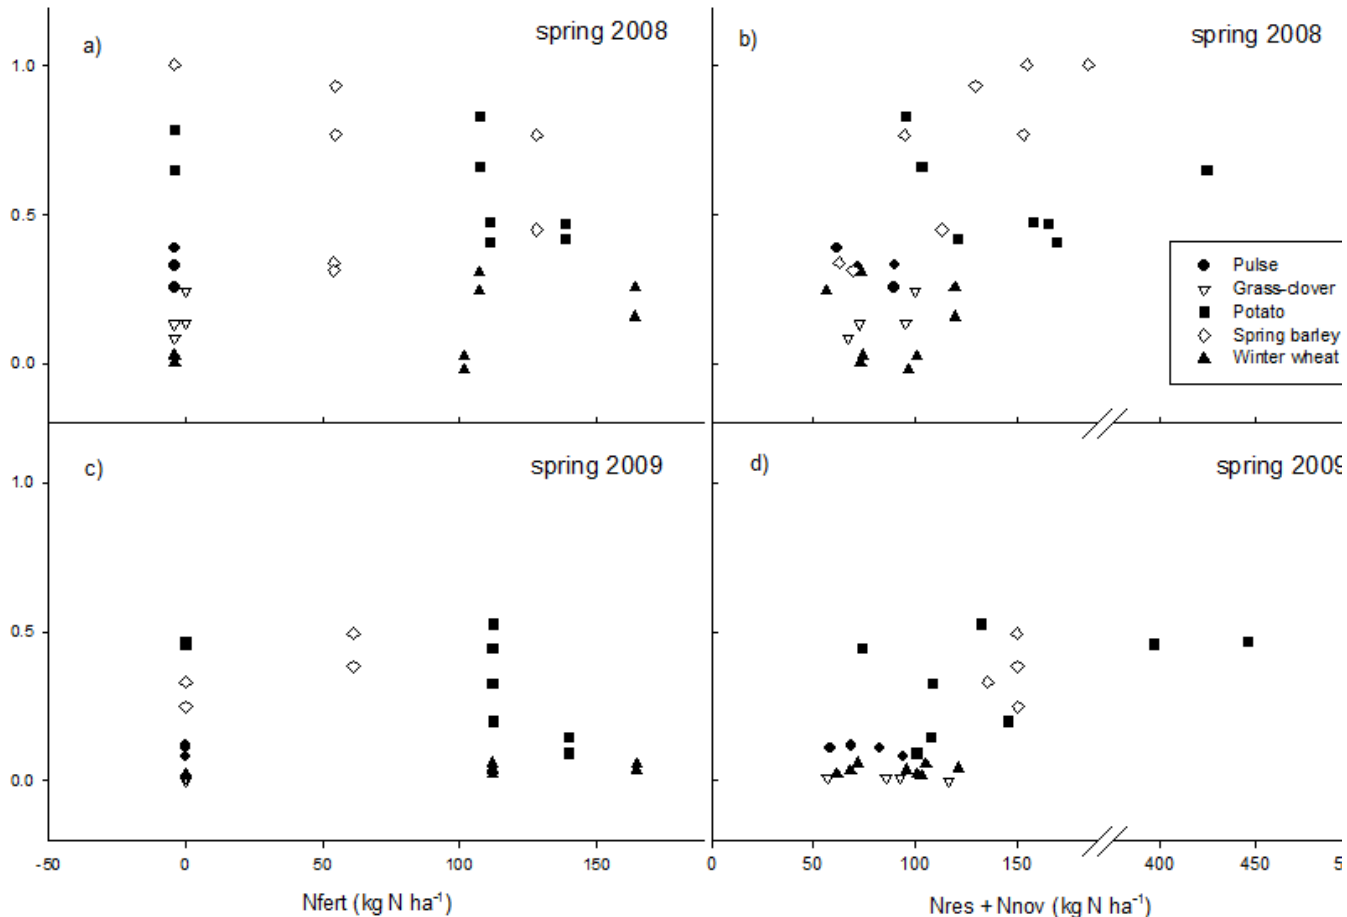 a)
spring 2008
b)
spring 2008
1.0
0.5
0.0
Pulse
Grass-clover
Potato
Spring barley
Winter wheat
c)
spring 2009
d)
spring 2009
1.0
0.5
0.0
-50 0 50 100 150
0 50 100 150 400 450 5
Nfert (kg N ha⁻¹)
Nres + Nnov (kg N ha⁻¹)